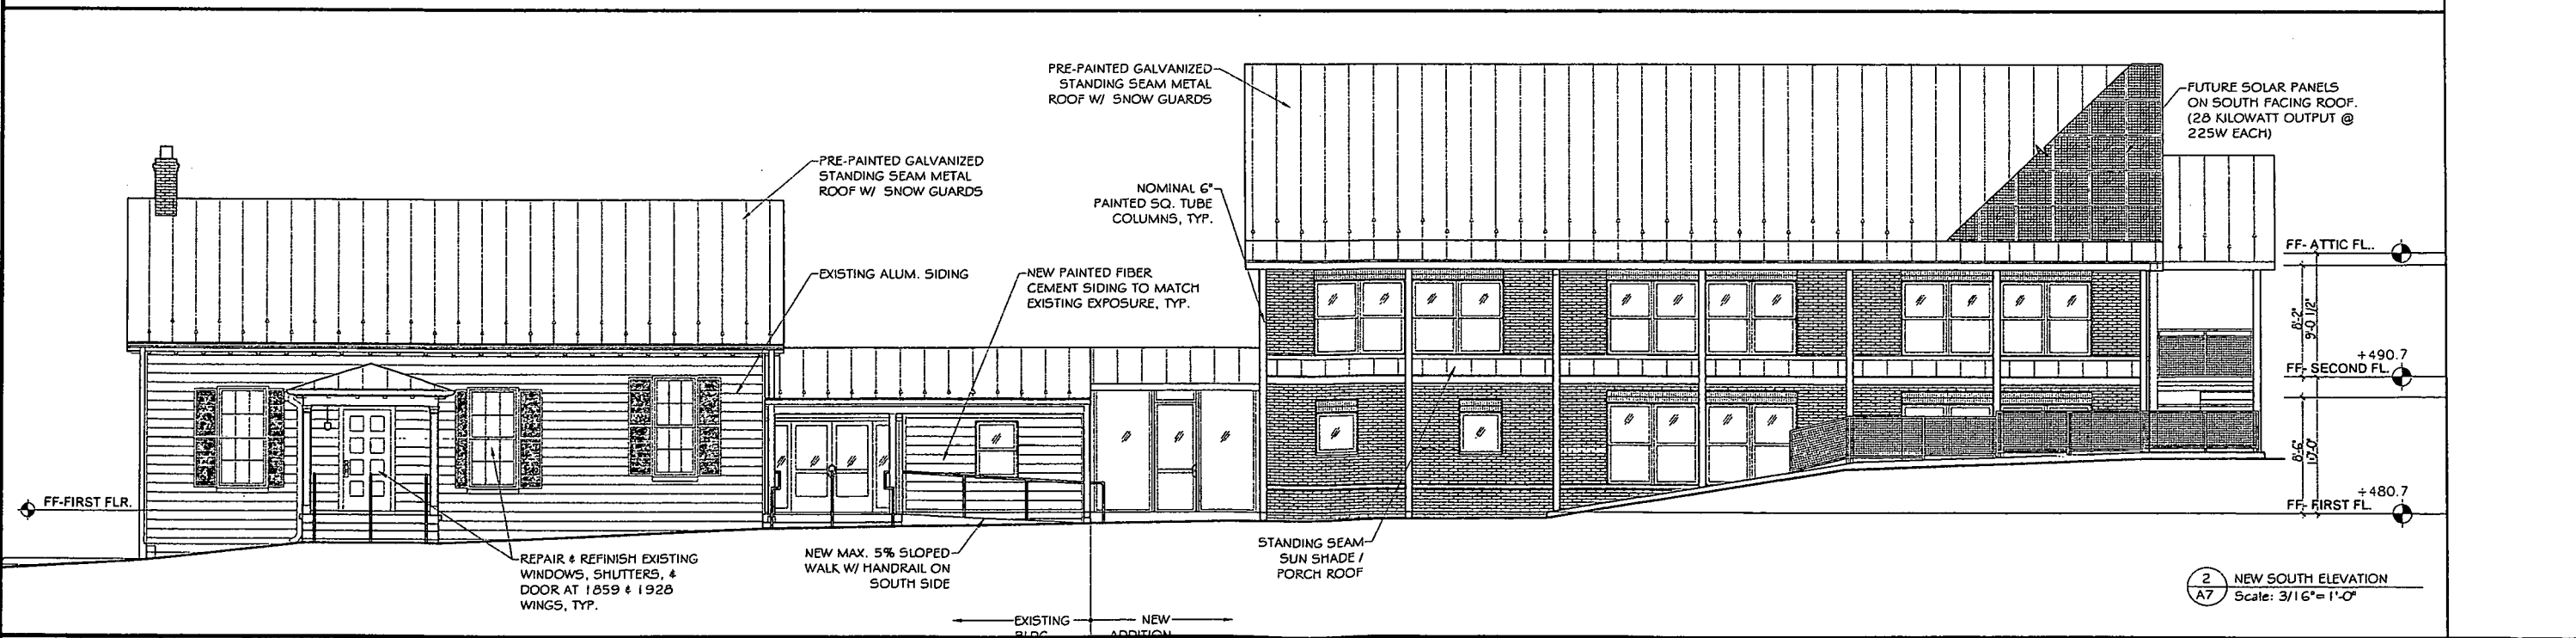 PRE-PAINTED GALVANIZED
STANDING SEAM METAL
ROOF W/ SNOW GUARDS
FUTURE SOLAR PANELS
ON SOUTH FACING ROOF.
(28 KILOWATT OUTPUT @
225W EACH)
PRE-PAINTED GALVANIZED
STANDING SEAM METAL
ROOF W/ SNOW GUARDS
NOMINAL 6"
PAINTED SQ. TUBE
COLUMNS, TYP.
EXISTING ALUM. SIDING
NEW PAINTED FIBER
CEMENT SIDING TO MATCH
EXISTING EXPOSURE, TYP.
FF- ATTIC FL.
8'-2"
9'-0 1/2"
+490.7
FF- SECOND FL.
8'-6"
FF-FIRST FLR.
+480.7
FF- FIRST FL.
REPAIR & REFINISH EXISTING
WINDOWS, SHUTTERS, &
DOOR AT 1859 & 1928
WINGS, TYP.
NEW MAX. 5% SLOPED
WALK W/ HANDRAIL ON
SOUTH SIDE
STANDING SEAM
SUN SHADE /
PORCH ROOF
2
A7
NEW SOUTH ELEVATION
Scale: 3/16"= 1'-0"
EXISTING
BLDG
NEW
ADDITION